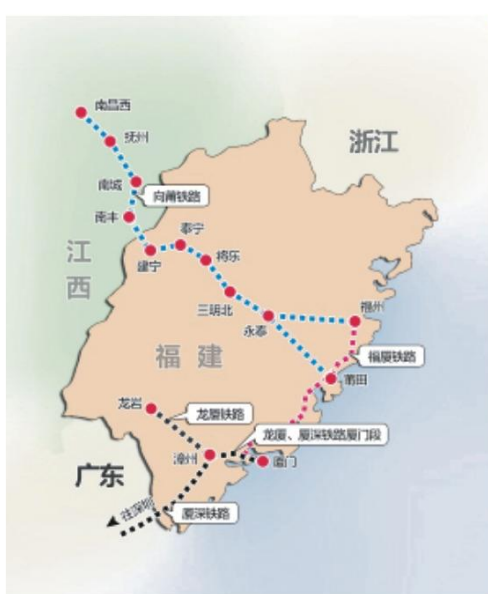 南昌西
抚州
浙江
南城
向莆铁路
南丰
泰宁
江西
建宁
将乐
三明北
福州
永泰
福建
福厦铁路
莆田
龙岩
龙厦铁路
龙厦、厦深铁路厦门段
漳州
厦门
广东
往深圳
厦深铁路